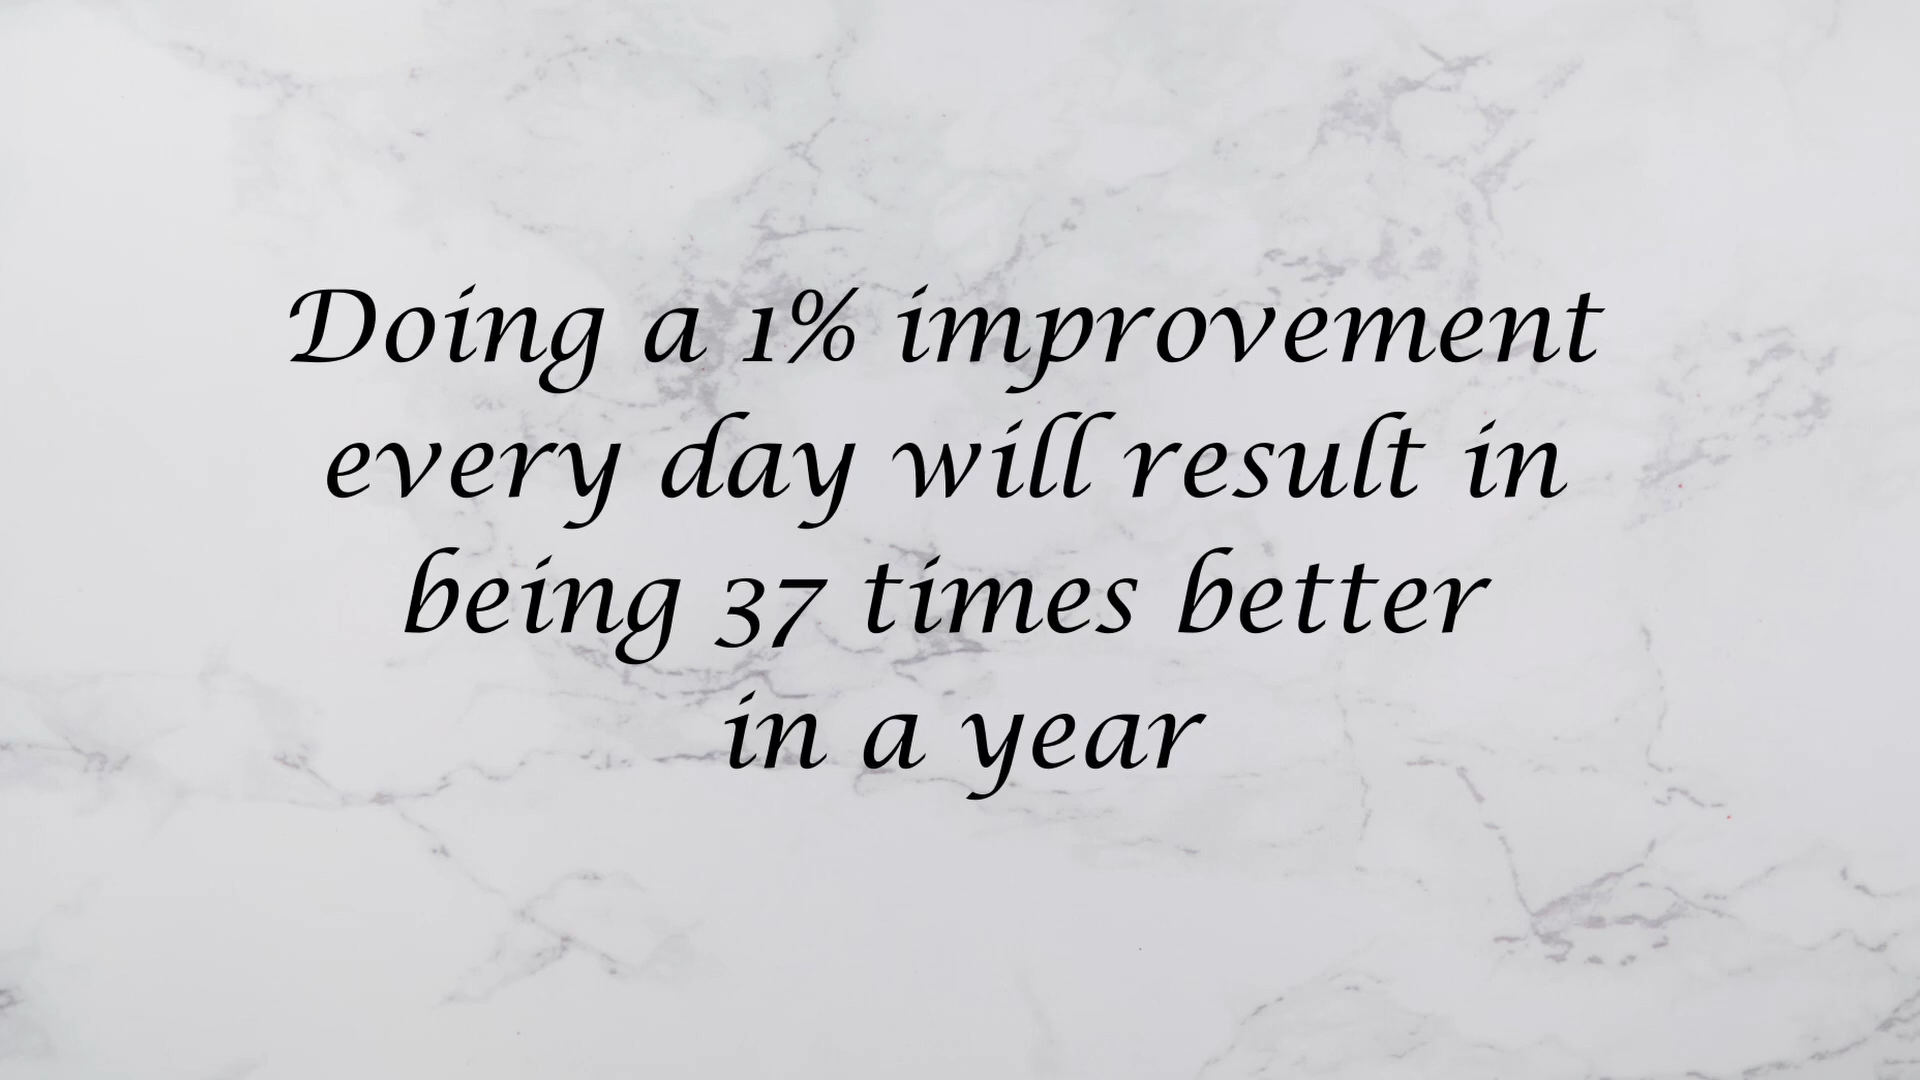 Doing a 1% improvement
every day will result in
being 37 times better
in a year